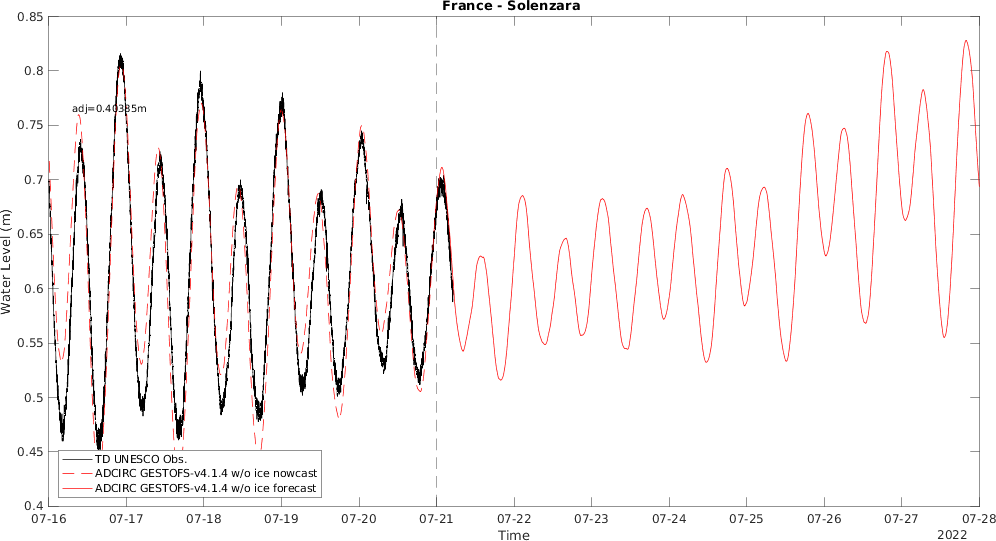 France - Solenzara
Water Level (m)
0.85
0.8
0.75
0.7
0.65
0.6
0.55
0.5
0.45
0.4
adj=0.40335m
TD UNESCO Obs.
ADCIRC GESTOFS-v4.1.4 w/o ice nowcast
ADCIRC GESTOFS-v4.1.4 w/o ice forecast
07-16 07-17 07-18 07-19 07-20 07-21 07-22 07-23 07-24 07-25 07-26 07-27 07-28
Time
2022